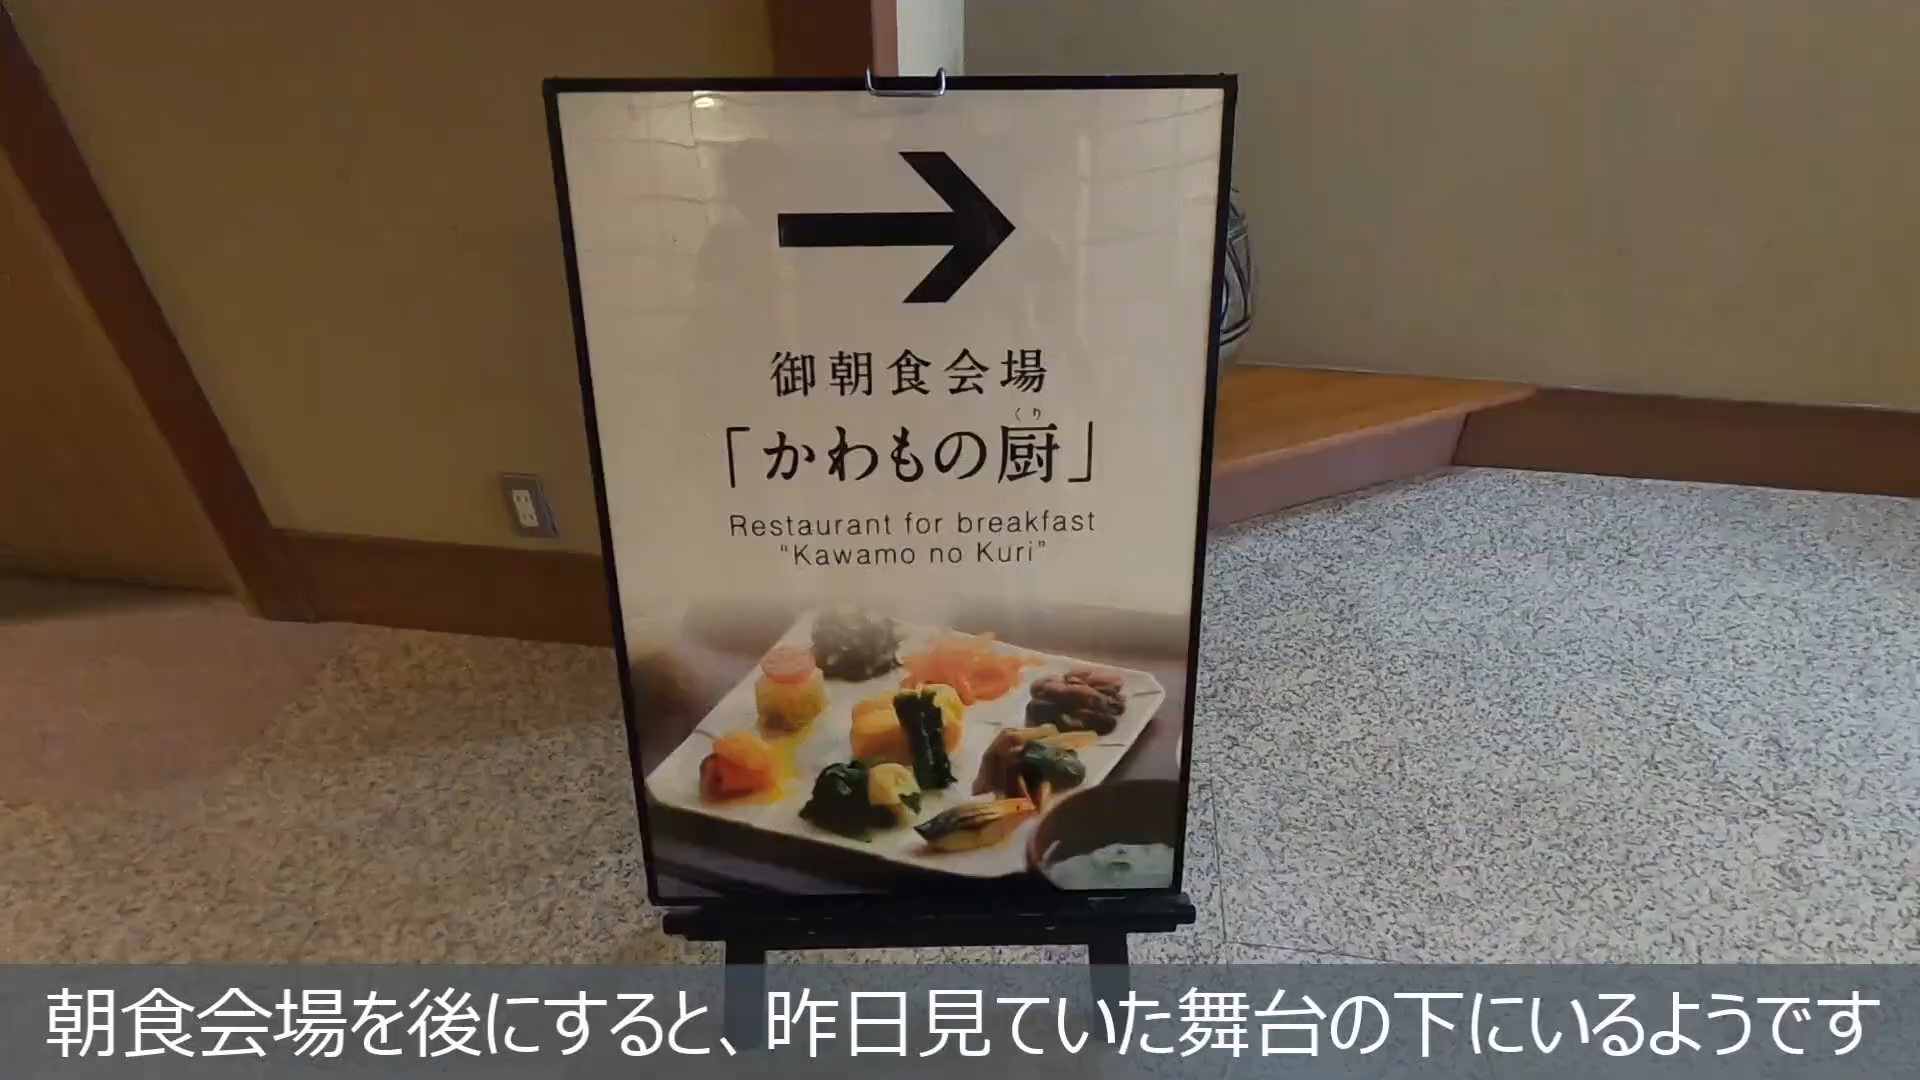 御朝食会場
くり
「かわもの厨」
Restaurant for breakfast
“Kawamo no Kuri”
朝食会場を後にすると、昨日見ていた舞台の下にいるようです